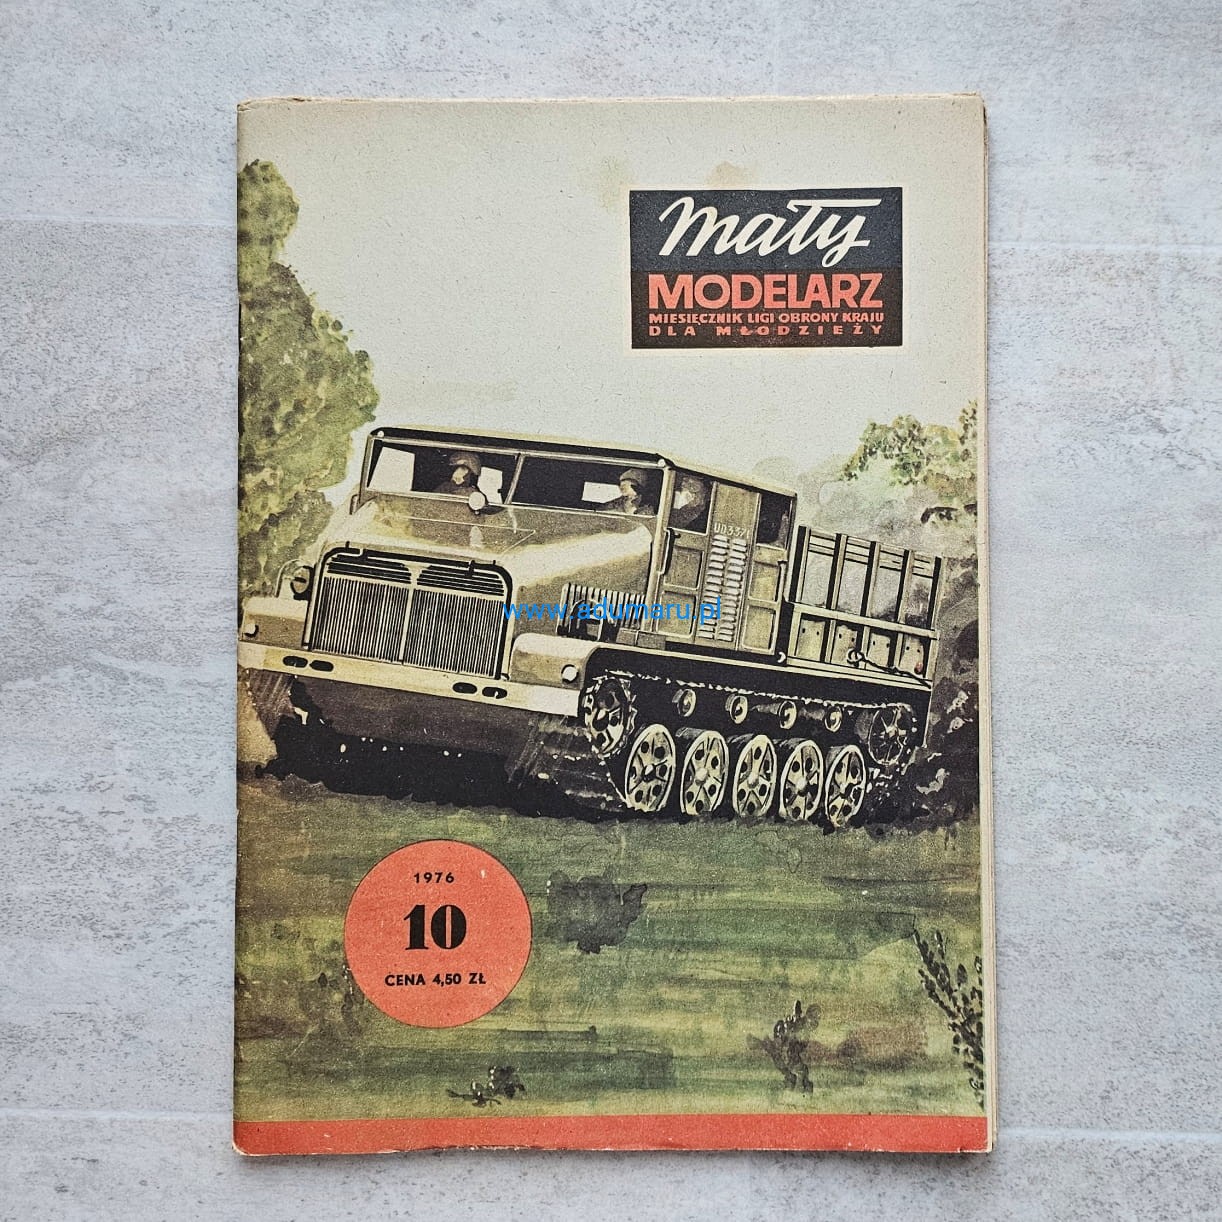 Mały
MODELARZ
MIESIĘCZNIK LIGI OBRONY KRAJU
DLA MŁODZIEŻY
www.adumaru.pl
1976
10
CENA 4,50 ZŁ